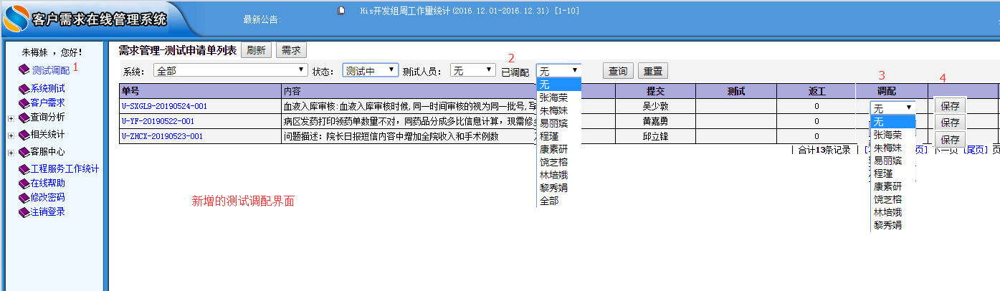 客户需求在线管理系统
最新公告:
His开发组周工作量统计(2016.12.01-2016.12.31) [1-10]
朱梅妹 ，您好!
测试调配 1
系统测试
客户需求
查询分析
相关统计
客服中心
工程服务工作统计
在线帮助
修改密码
注销登录
需求管理-测试申请单列表 刷新 需求
系统: 全部 状态: 测试中 测试人员: 无 2 已调配 无 查询 重置
单号 内容 提交 测试 返工 3 调配 4
U-SXGL9-20190524-001 血液入库审核:血液入库审核时候,同一时间审核的视为同一批号,写 吴少敦 0 无 保存
U-YF-20190522-001 病区发药打印领药单数量不对，同药品分成多比信息计算，现需修 黄嘉勇 0 保存
U-ZHCX-20190523-001 问题描述：院长日报短信内容中增加全院收入和手术例数 邱立锋 0 保存
| 合计13条记录 | [ 页] 下一页 [尾页] 页
无
张海荣
朱梅妹
易丽嫔
程瑾
康素研
饶芝榕
林培娥
黎秀娟
全部
无
张海荣
朱梅妹
易丽嫔
程瑾
康素研
饶芝榕
林培娥
黎秀娟
新增的测试调配界面